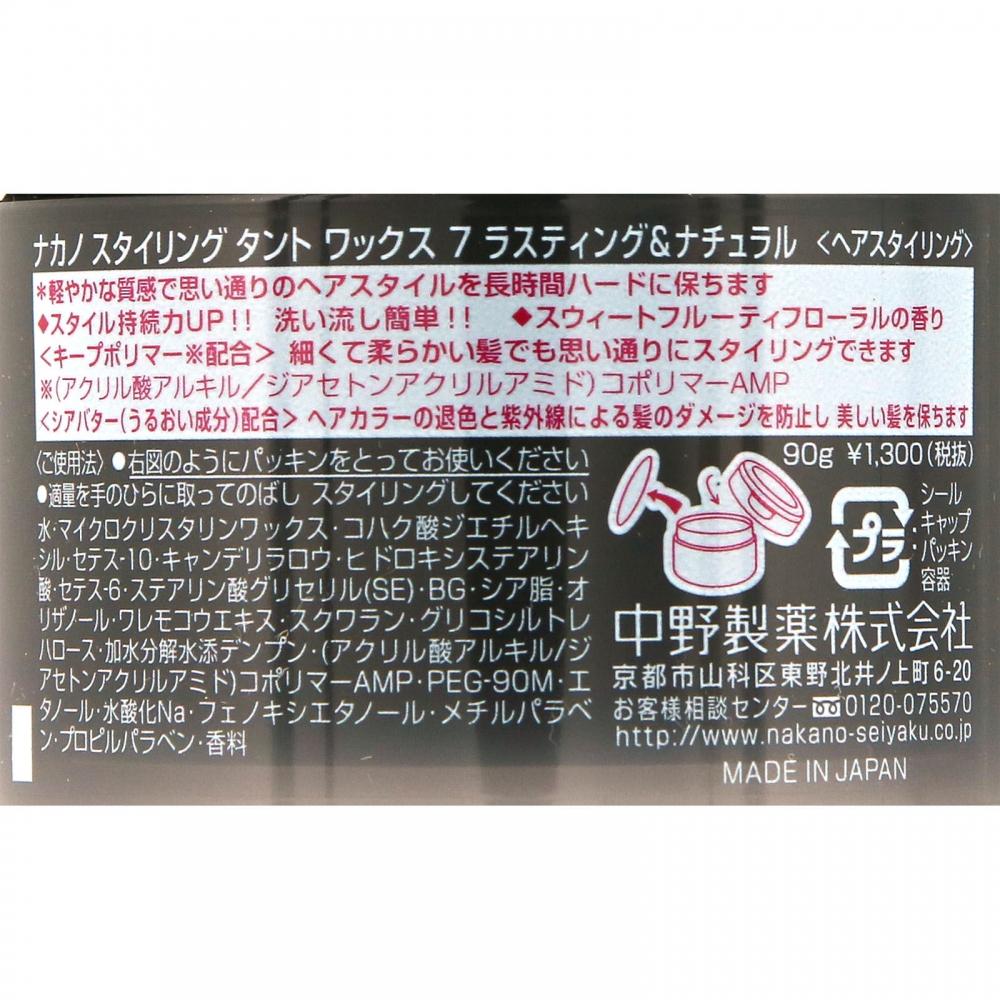 ナカノ スタイリング タント ワックス 7 ラスティング&ナチュラル 〈ヘアスタイリング〉
*軽やかな質感で思い通りのヘアスタイルを長時間ハードに保ちます
◆スタイル持続力UP!! 洗い流し簡単!! ◆スウィートフルーティフローラルの香り
<キープポリマー※配合> 細くて柔らかい髪でも思い通りにスタイリングできます
※(アクリル酸アルキル/ジアセトンアクリルアミド)コポリマーAMP
<シアバター(うるおい成分)配合> ヘアカラーの退色と紫外線による髪のダメージを防止し 美しい髪を保ちます
〈ご使用法〉●右図のようにパッキンをとってお使いください
●適量を手のひらに取ってのばし スタイリングしてください
水・マイクロクリスタリンワックス・コハク酸ジエチルヘキ
シル・セテス-10・キャンデリラロウ・ヒドロキシステアリン
酸・セテス-6・ステアリン酸グリセリル(SE)・BG・シア脂・オ
リザノール・ワレモコウエキス・スクワラン・グリコシルトレ
ハロース・加水分解水添デンプン・(アクリル酸アルキル/ジ
アセトンアクリルアミド)コポリマーAMP・PEG-90M・エ
タノール・水酸化Na・フェノキシエタノール・メチルパラベ
ン・プロピルパラベン・香料
90g ¥1,300(税抜)
プラ
シール
キャップ
・パッキン
容器
中野製薬株式会社
京都市山科区東野北井ノ上町6-20
お客様相談センター 0120-075570
http://www.nakano-seiyaku.co.jp
MADE IN JAPAN